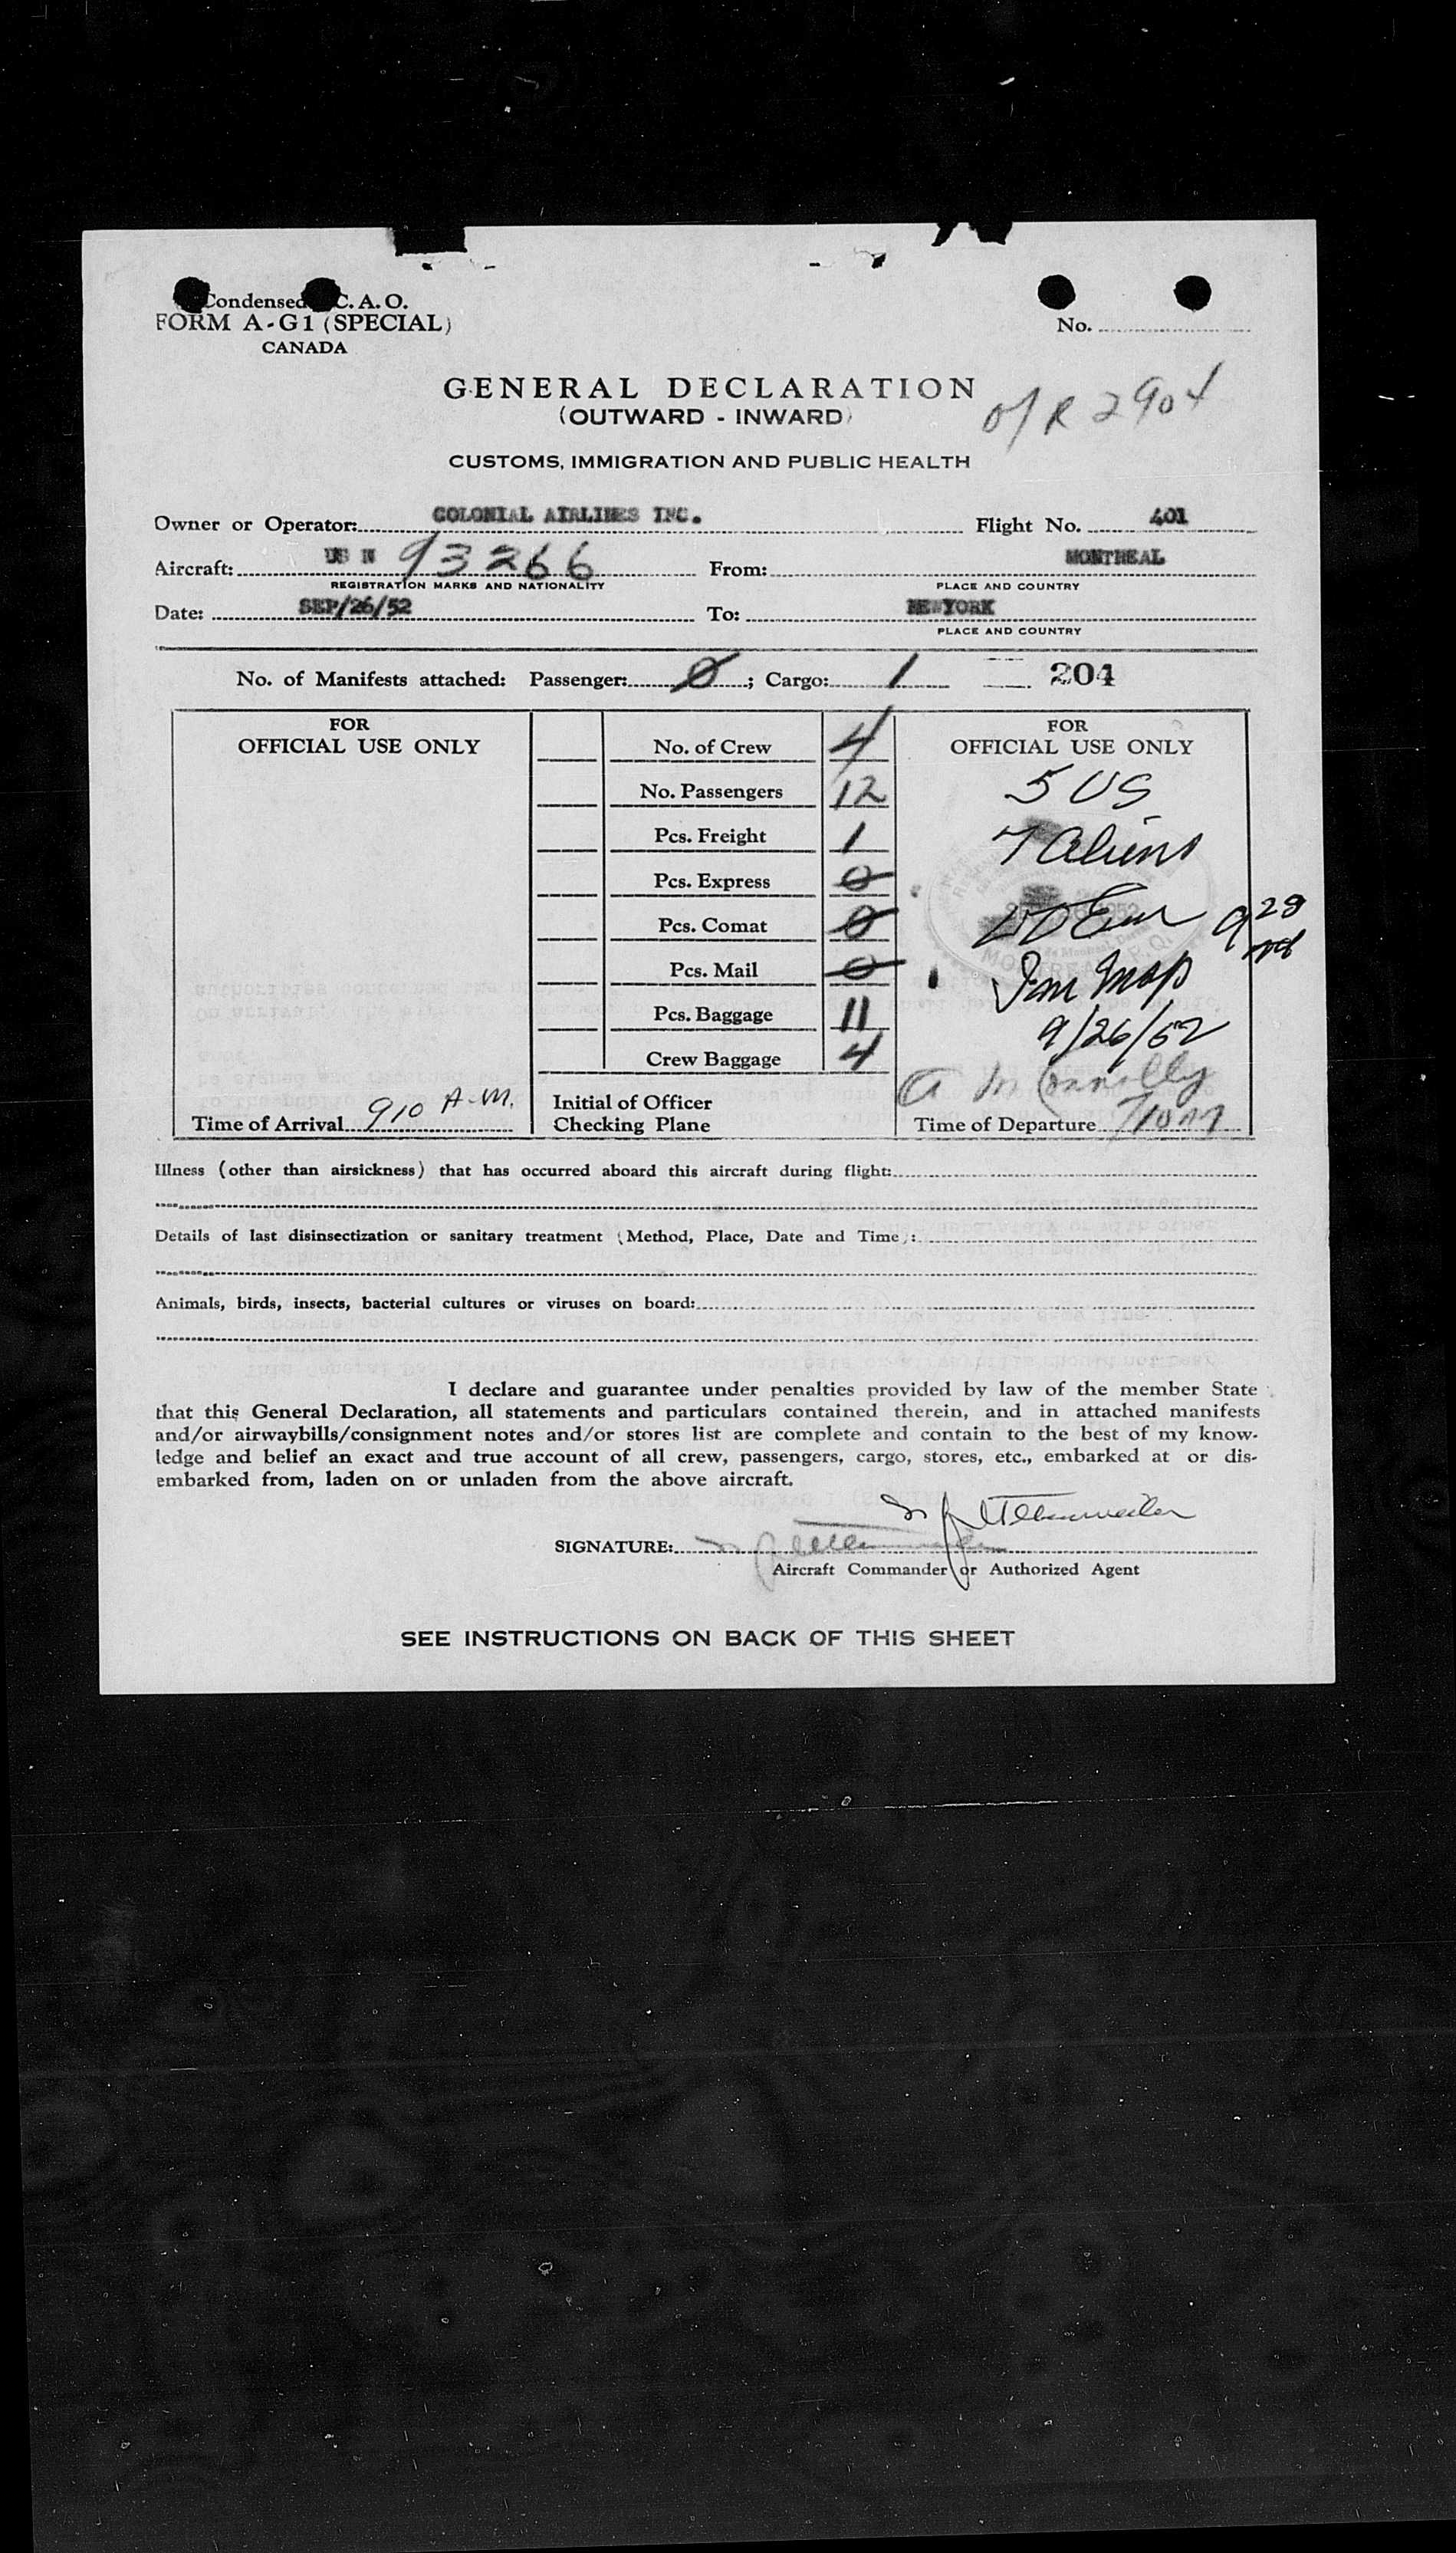 Condensed C. A. O.
FORM A-G1 (SPECIAL)
CANADA
No.
GENERAL DECLARATION
(OUTWARD - INWARD)
O/R 2904
CUSTOMS, IMMIGRATION AND PUBLIC HEALTH
Owner or Operator: COLONIAL AIRLINES INC. Flight No. 401
Aircraft: US N 93266 From: MONTREAL
REGISTRATION MARKS AND NATIONALITY PLACE AND COUNTRY
Date: SEP/26/52 To: NEWYORK
PLACE AND COUNTRY
No. of Manifests attached: Passenger: 0; Cargo: 1 204
FOR
OFFICIAL USE ONLY
No. of Crew 4
No. Passengers 12
Pcs. Freight 1
Pcs. Express 0
Pcs. Comat 0
Pcs. Mail 0
Pcs. Baggage 11
Crew Baggage 4
Time of Arrival 910 A.M.
Initial of Officer
Checking Plane
FOR
OFFICIAL USE ONLY
5 US
7 Aliens
9 28
Imm Insp
9/26/52
A M Connolly
Time of Departure 710 AM
Illness (other than airsickness) that has occurred aboard this aircraft during flight:
Details of last disinsectization or sanitary treatment (Method, Place, Date and Time):
Animals, birds, insects, bacterial cultures or viruses on board:
I declare and guarantee under penalties provided by law of the member State
that this General Declaration, all statements and particulars contained therein, and in attached manifests
and/or airwaybills/consignment notes and/or stores list are complete and contain to the best of my know-
ledge and belief an exact and true account of all crew, passengers, cargo, stores, etc., embarked at or dis-
embarked from, laden on or unladen from the above aircraft.
SIGNATURE:
Aircraft Commander or Authorized Agent
SEE INSTRUCTIONS ON BACK OF THIS SHEET